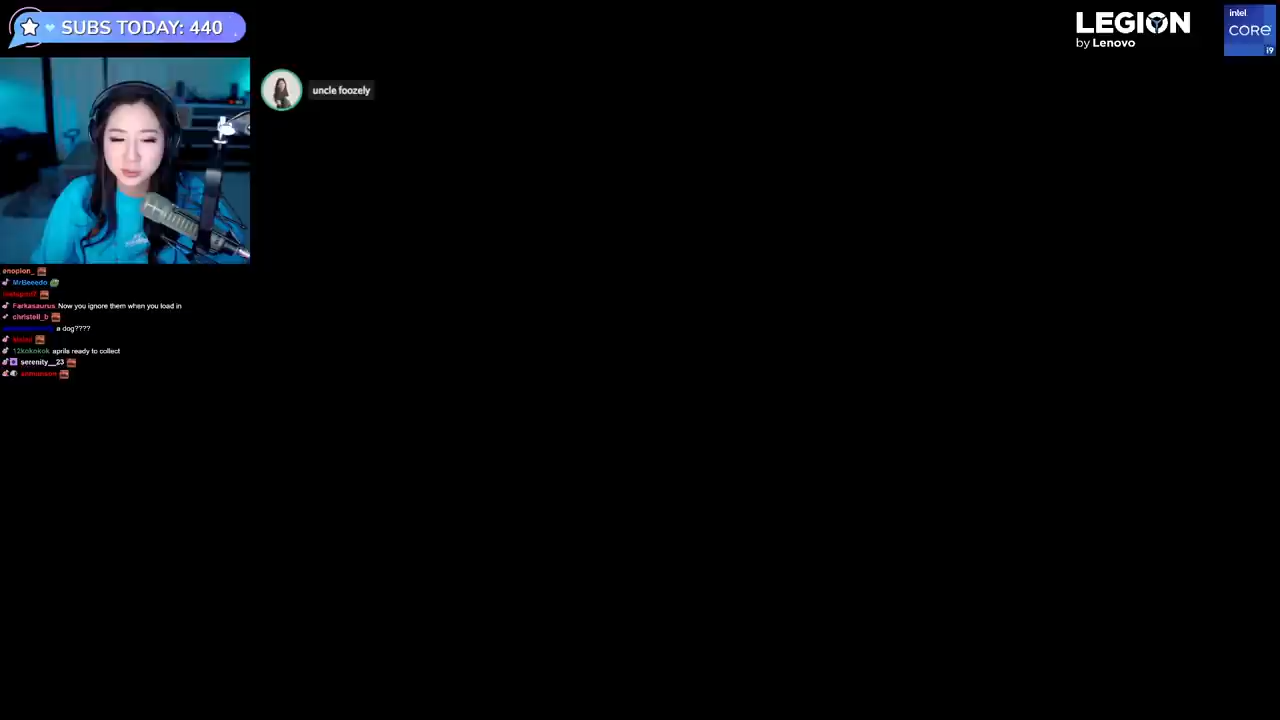 SUBS TODAY: 440
LEGION
by Lenovo
intel
CORE
i9
uncle foozely
MrBeeedo
Farkasaurus Now you ignore them when you load in
christell_b
a dog????
12kokokok aprila ready to collect
serenity__23